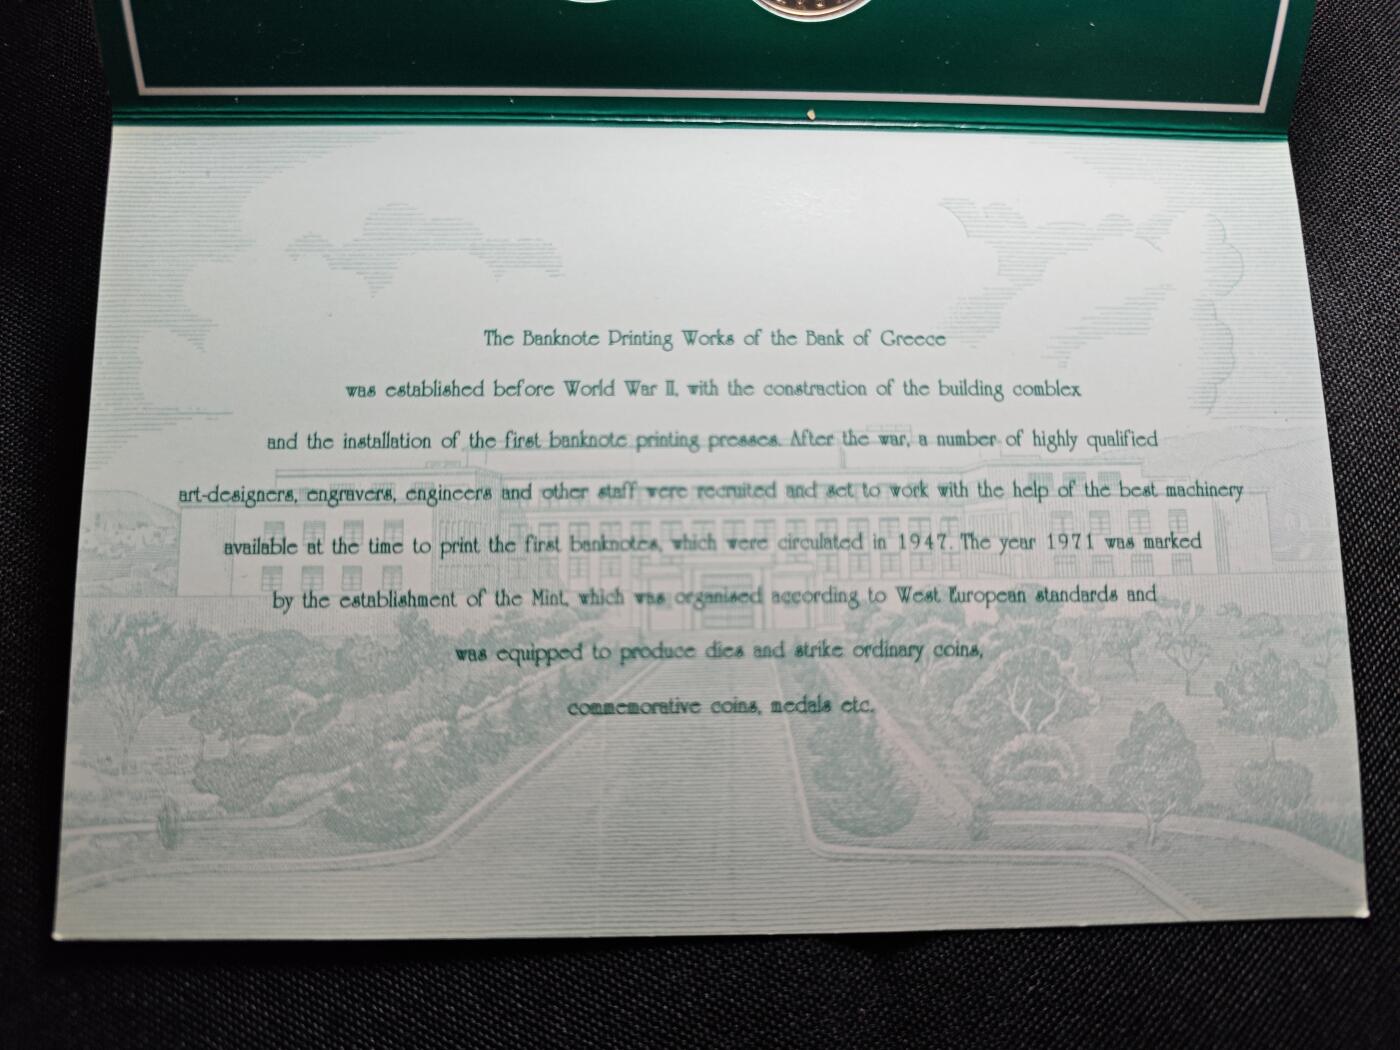 The Banknote Printing Works of the Bank of Greece
was established before World War II, with the construction of the building comblex
and the installation of the first banknote printing presses. After the war, a number of highly qualified
art-designers, engravers, engineers and other staff were recruited and set to work with the help of the best machinery
available at the time to print the first banknotes, which were circulated in 1947. The year 1971 was marked
by the establishment of the Mint, which was organised according to West European standards and
was equipped to produce dies and strike ordinary coins,
commemorative coins, medals etc.